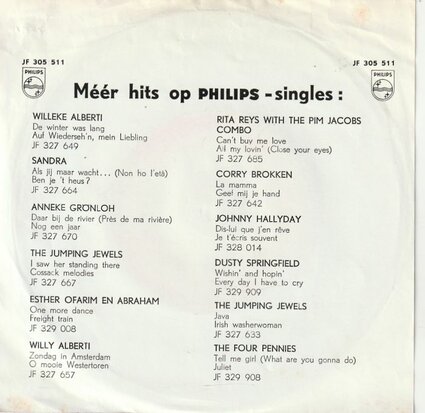 JF 305 511
JF 305 511
PHILIPS
PHILIPS
Méér hits op PHILIPS - singles :
WILLEKE ALBERTI
De winter was lang
Auf Wiederseh'n, mein Liebling
JF 327 649
SANDRA
Als jij maar wacht... (Non ho l'etá)
Ben je 't heus?
JF 327 664
ANNEKE GRÖNLOH
Daar bij de rivier (Prés de ma rivière)
Nog een jaar
JF 327 670
THE JUMPING JEWELS
I saw her standing there
Cossack melodies
JF 327 667
ESTHER OFARIM EN ABRAHAM
One more dance
Freight train
JF 329 008
WILLY ALBERTI
Zondag in Amsterdam
O mooie Westertoren
JF 327 657
RITA REYS WITH THE PIM JACOBS
COMBO
Can't buy me love
All my lovin' (Close your eyes)
JF 327 685
CORRY BROKKEN
La mamma
Geef mij je hand
JF 327 642
JOHNNY HALLYDAY
Dis-lui que j'en rêve
Je t'écris souvent
JF 328 014
DUSTY SPRINGFIELD
Wishin' and hopin'
Every day I have to cry
JF 329 909
THE JUMPING JEWELS
Java
Irish washerwoman
JF 327 633
THE FOUR PENNIES
Tell me girl (What are you gonna do)
Juliet
JF 329 908